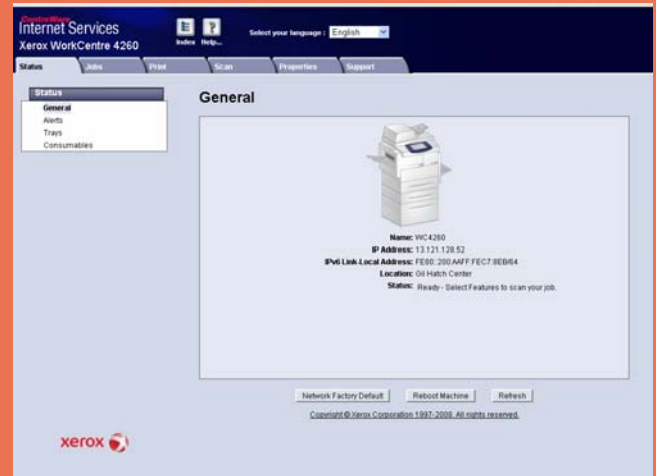 CentreWare
Internet Services
Xerox WorkCentre 4260
Index Help...
Select your language : English
Status Jobs Print Scan Properties Support
Status
General
Alerts
Trays
Consumables
General
Name: WC4260
IP Address: 13.121.128.52
IPv6 Link-Local Address: FE80::200:AAFF:FEC7:8EB/64
Location: Gil Hatch Center
Status: Ready - Select Features to scan your job.
Network Factory Default Reboot Machine Refresh
Copyright © Xerox Corporation 1997-2008. All rights reserved.
xerox